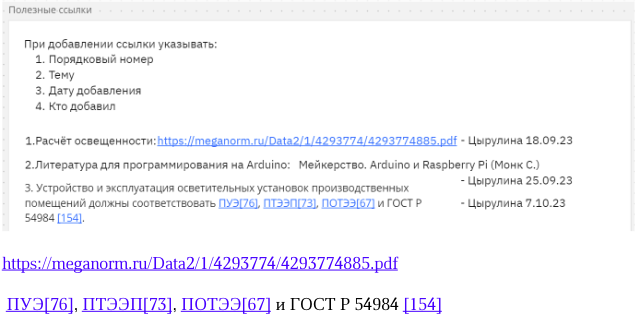 Полезные ссылки
При добавлении ссылки указывать:
1. Порядковый номер
2. Тему
3. Дату добавления
4. Кто добавил
1.Расчёт освещенности:https://meganorm.ru/Data2/1/4293774/4293774885.pdf - Цырулина 18.09.23
2.Литература для программирования на Arduino: Мейкерство. Arduino и Raspberry Pi (Монк С.)
- Цырулина 25.09.23
3. Устройство и эксплуатация осветительных установок производственных
помещений должны соответствовать ПУЭ[76], ПТЭЭП[73], ПОТЭЭ[67] и ГОСТ Р - Цырулина 7.10.23
54984 [154].
https://meganorm.ru/Data2/1/4293774/4293774885.pdf
ПУЭ[76], ПТЭЭП[73], ПОТЭЭ[67] и ГОСТ Р 54984 [154]